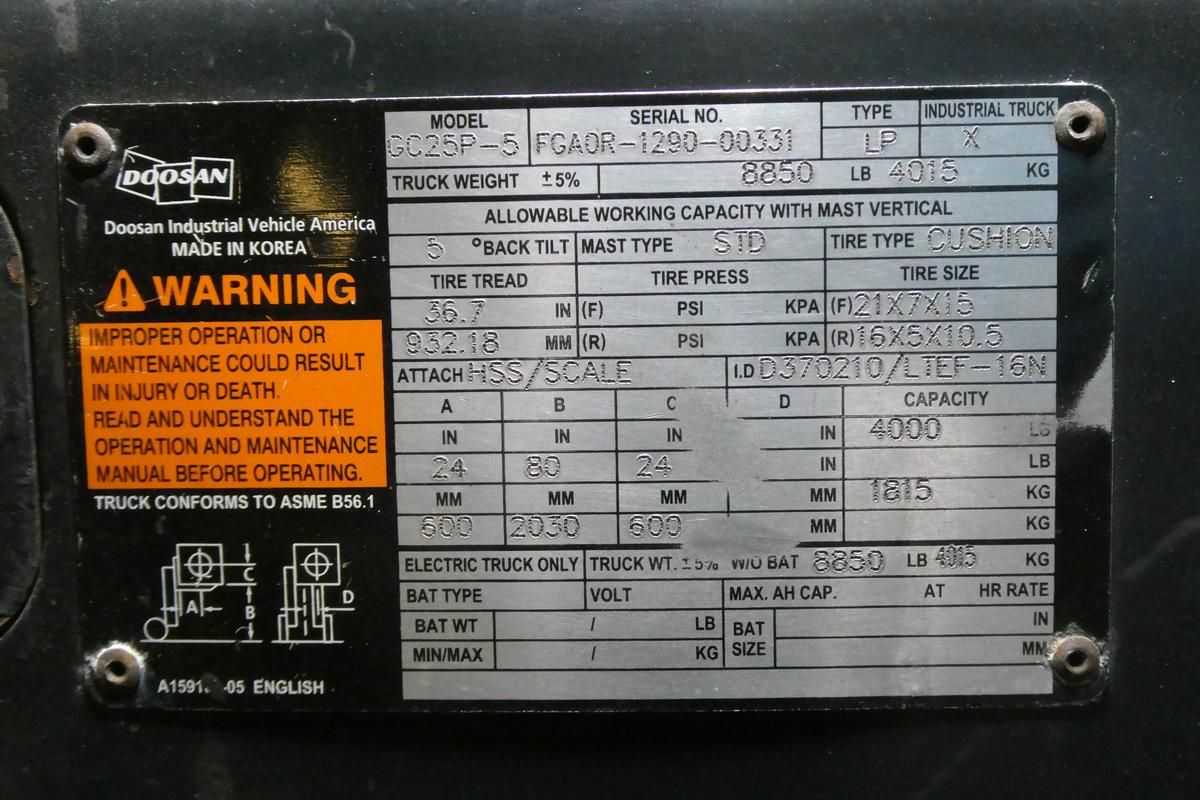 MODEL SERIAL NO. TYPE INDUSTRIAL TRUCK
GC25P-5 FGA0R-1290-00331 LP X
TRUCK WEIGHT ±5% 8850 LB 4015 KG
DOOSAN
Doosan Industrial Vehicle America
MADE IN KOREA
WARNING
IMPROPER OPERATION OR
MAINTENANCE COULD RESULT
IN INJURY OR DEATH.
READ AND UNDERSTAND THE
OPERATION AND MAINTENANCE
MANUAL BEFORE OPERATING.
TRUCK CONFORMS TO ASME B56.1
C
A
B
D
-05 ENGLISH
ALLOWABLE WORKING CAPACITY WITH MAST VERTICAL
5 °BACK TILT MAST TYPE STD TIRE TYPE CUSHION
TIRE TREAD TIRE PRESS TIRE SIZE
36.7 IN (F) PSI KPA (F) 21X7X15
932.18 MM (R) PSI KPA (R) 16X5X10.5
ATTACH HSS/SCALE I.D D370210/LTEF-16N
A B C D CAPACITY
IN IN IN IN 4000 LB
24 80 24 IN LB
MM MM MM MM 1815 KG
600 2030 600 MM KG
ELECTRIC TRUCK ONLY TRUCK WT. ±5% W/O BAT 8850 LB 4015 KG
BAT TYPE VOLT MAX. AH CAP. AT HR RATE
BAT WT / LB BAT SIZE IN
MIN/MAX / KG MM